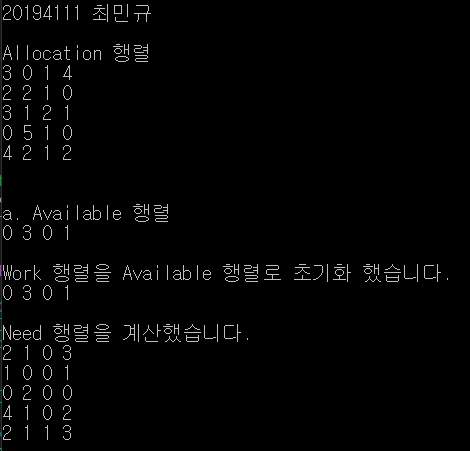 20194111 최민규
Allocation 행렬
3 0 1 4
2 2 1 0
3 1 2 1
0 5 1 0
4 2 1 2
a. Available 행렬
0 3 0 1
Work 행렬을 Available 행렬로 초기화 했습니다.
0 3 0 1
Need 행렬을 계산했습니다.
2 1 0 3
1 0 0 1
0 2 0 0
4 1 0 2
2 1 1 3